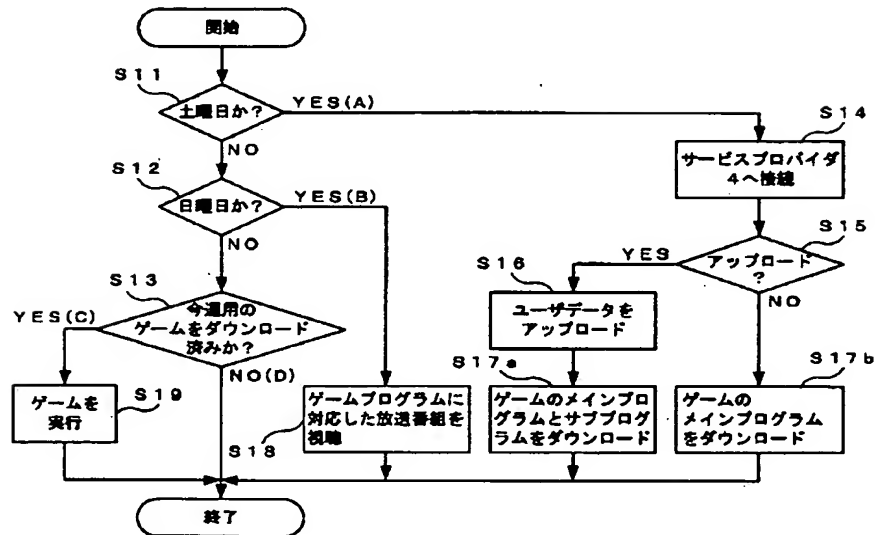 開始
S11
土曜日か？
YES(A)
NO
S14
サービスプロバイダ
4へ接続
S12
日曜日か？
YES(B)
NO
S15
アップロード
？
YES
NO
S16
ユーザデータを
アップロード
S13
今週用の
ゲームをダウンロード
済みか？
YES(C)
NO(D)
S19
ゲームを
実行
S18
ゲームプログラムに
対応した放送番組を
視聴
S17a
ゲームのメインプロ
グラムとサブプログ
ラムをダウンロード
S17b
ゲームの
メインプログラム
をダウンロード
終了